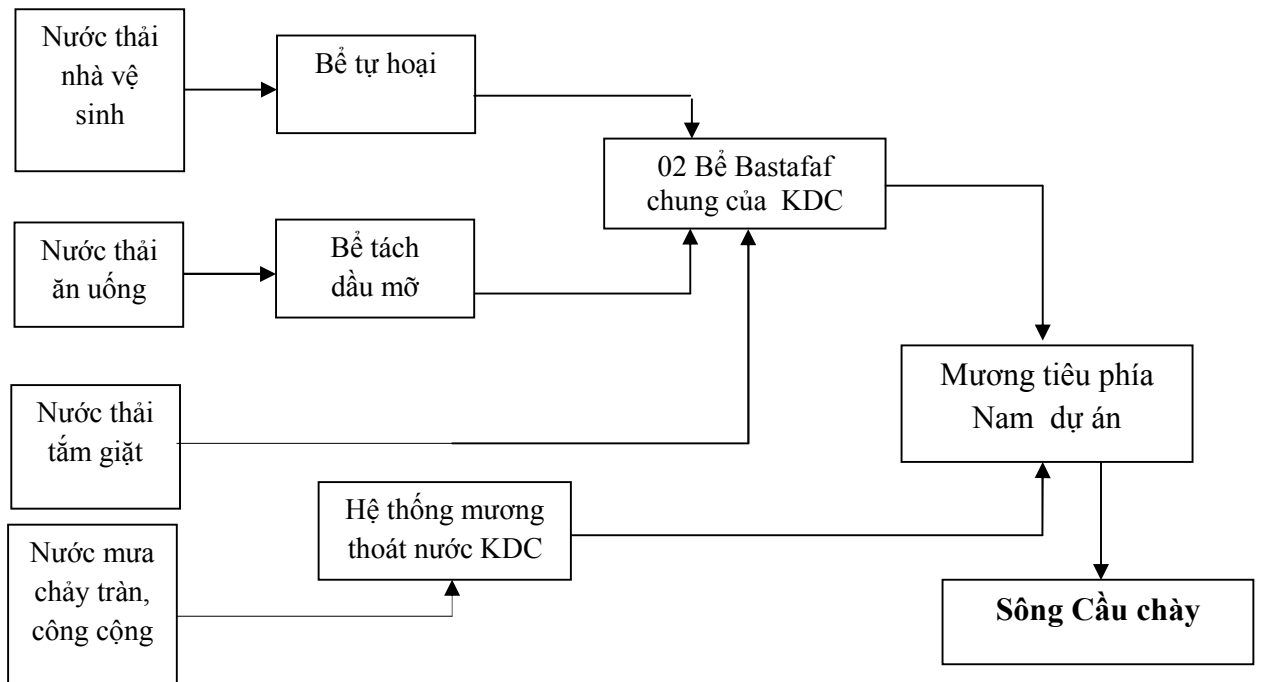 Nước thải
nhà vệ
sinh
Bể tự hoại
02 Bể Bastafaf
chung của KDC
Nước thải
ăn uống
Bể tách
dầu mỡ
Mương tiêu phía
Nam dự án
Nước thải
tắm giặt
Hệ thống mương
thoát nước KDC
Nước mưa
chảy tràn,
công cộng
Sông Cầu chày